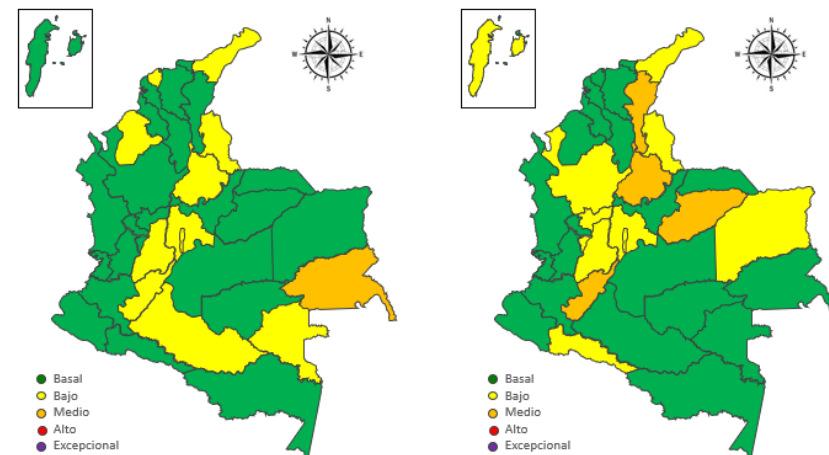 N
W E
S
Basal
Bajo
Medio
Alto
Excepcional
N
W E
S
Basal
Bajo
Medio
Alto
Excepcional